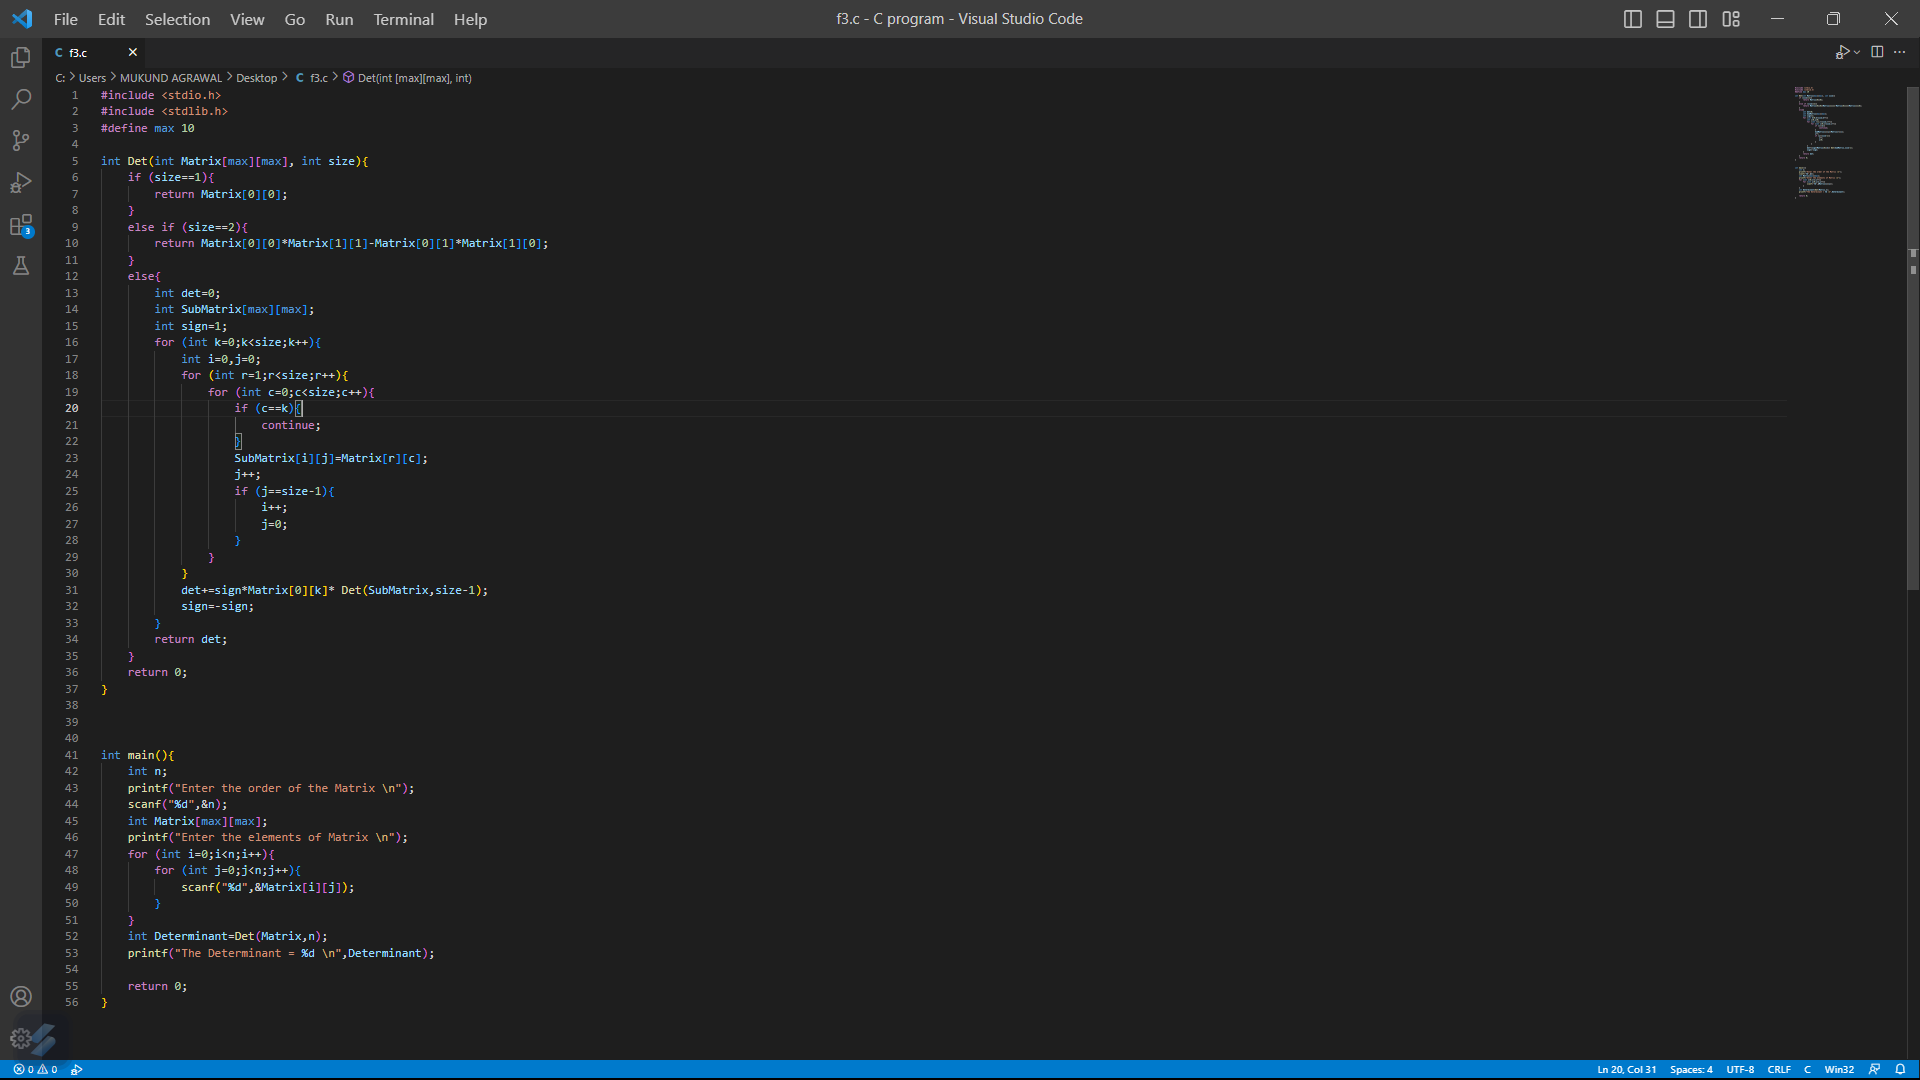 File Edit Selection View Go Run Terminal Help f3.c - C program - Visual Studio Code
C f3.c
C: > Users > MUKUND AGRAWAL > Desktop > C f3.c > Det(int [max][max], int)
1 #include <stdio.h>
2 #include <stdlib.h>
3 #define max 10
4
5 int Det(int Matrix[max][max], int size){
6     if (size==1){
7         return Matrix[0][0];
8     }
9     else if (size==2){
10         return Matrix[0][0]*Matrix[1][1]-Matrix[0][1]*Matrix[1][0];
11     }
12     else{
13         int det=0;
14         int SubMatrix[max][max];
15         int sign=1;
16         for (int k=0;k<size;k++){
17             int i=0,j=0;
18             for (int r=1;r<size;r++){
19                 for (int c=0;c<size;c++){
20                     if (c==k){
21                         continue;
22                     }
23                     SubMatrix[i][j]=Matrix[r][c];
24                     j++;
25                     if (j==size-1){
26                         i++;
27                         j=0;
28                     }
29                 }
30             }
31             det+=sign*Matrix[0][k]* Det(SubMatrix,size-1);
32             sign=-sign;
33         }
34         return det;
35     }
36     return 0;
37 }
38
39
40
41 int main(){
42     int n;
43     printf("Enter the order of the Matrix \n");
44     scanf("%d",&n);
45     int Matrix[max][max];
46     printf("Enter the elements of Matrix \n");
47     for (int i=0;i<n;i++){
48         for (int j=0;j<n;j++){
49             scanf("%d",&Matrix[i][j]);
50         }
51     }
52     int Determinant=Det(Matrix,n);
53     printf("The Determinant = %d \n",Determinant);
54
55     return 0;
56 }
3
0 0 Ln 20, Col 31 Spaces: 4 UTF-8 CRLF C Win32